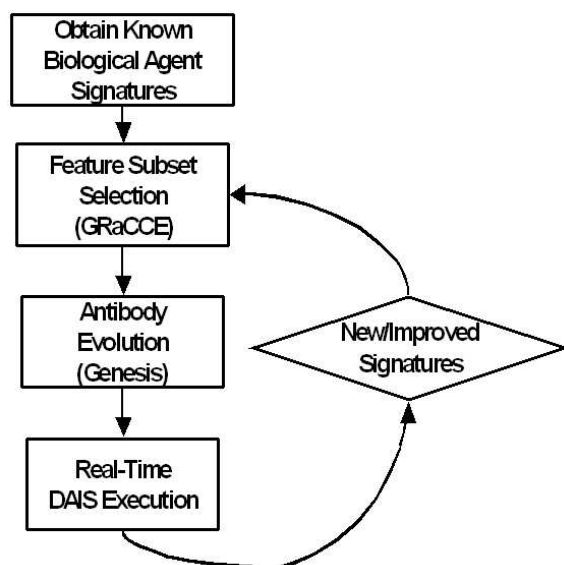 Obtain Known
Biological Agent
Signatures
Feature Subset
Selection
(GRaCCE)
Antibody
Evolution
(Genesis)
New/Improved
Signatures
Real-Time
DAIS Execution